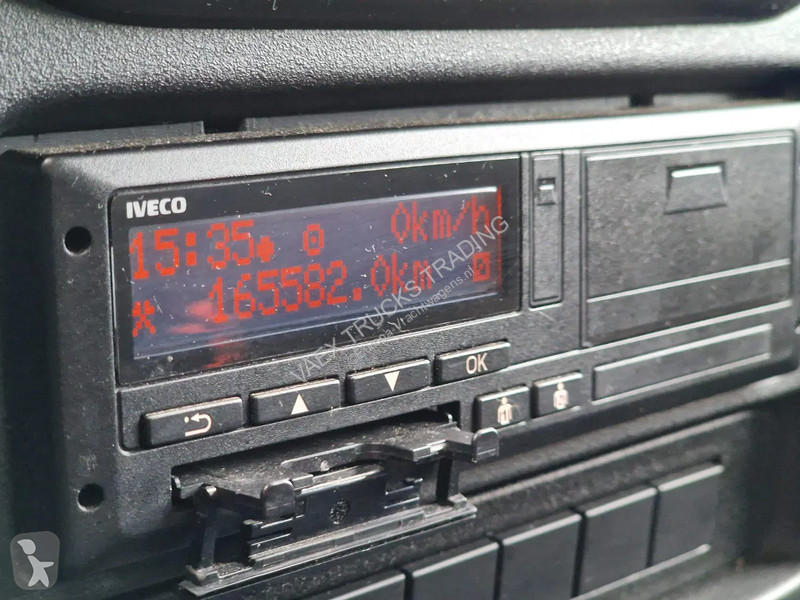 IVECO
15:35 0km/h
165582.0km
OK
VAEX TRUCKS TRADING